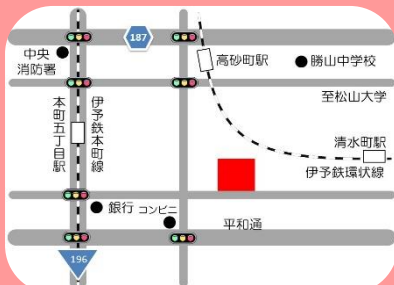 187
中央
消防署
高砂町駅
勝山中学校
至松山大学
本町五丁目駅
伊予鉄本町線
清水町駅
伊予鉄環状線
銀行
コンビニ
平和通
196